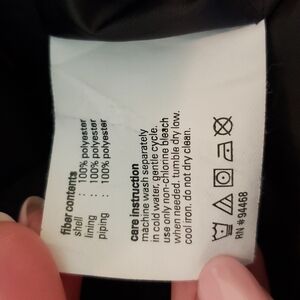 fiber contents
shell : 100% polyester
lining : 100% polyester
piping : 100% polyester
care instruction
machine wash separately
in cold water, gentle cycle.
use only non-chlorine bleach
when needed. tumble dry low.
cool iron. do not dry clean.
RN # 94468